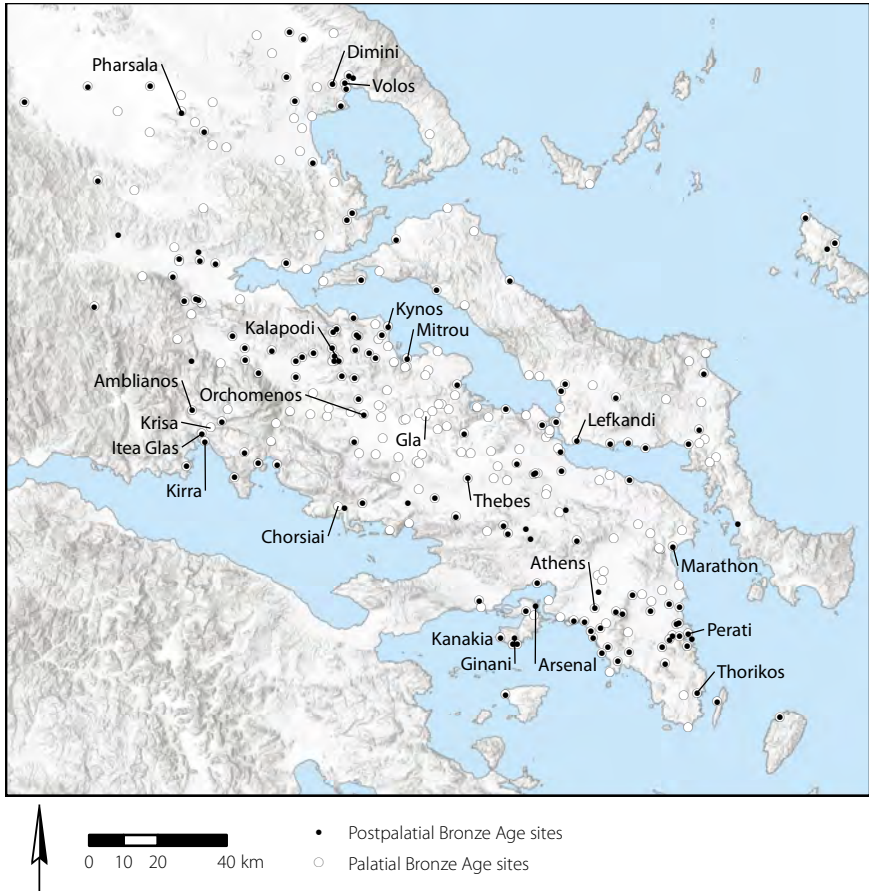 Dimini
Pharsala
Volos
Kynos
Kalapodi
Mitrou
Amblianos
Orchomenos
Krisa
Gla
Lefkandi
Itea Glas
Kirra
Thebes
Chorsiai
Athens
Marathon
Kanakia
Perati
Ginani
Arsenal
Thorikos
0 10 20 40 km
Postpalatial Bronze Age sites
Palatial Bronze Age sites